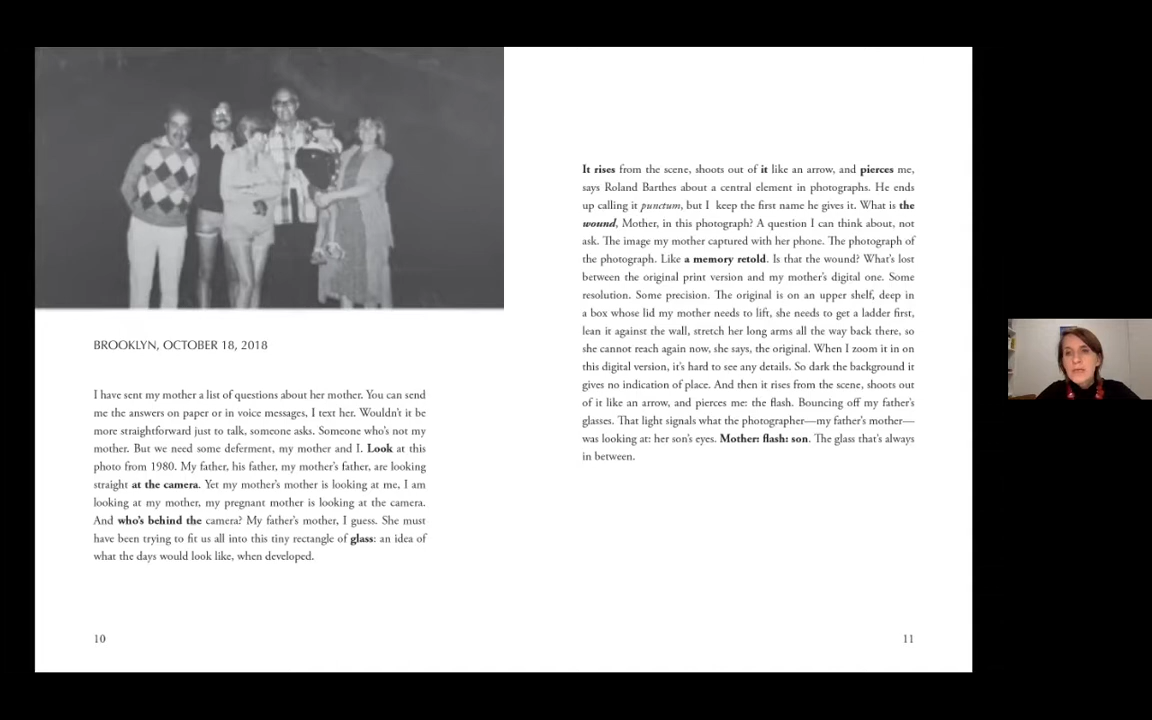 BROOKLYN, OCTOBER 18, 2018
I have sent my mother a list of questions about her mother. You can send
me the answers on paper or in voice messages, I text her. Wouldn't it be
more straightforward just to talk, someone asks. Someone who's not my
mother. But we need some deferment, my mother and I. Look at this
photo from 1980. My father, his father, my mother's father, are looking
straight at the camera. Yet my mother's mother is looking at me, I am
looking at my mother, my pregnant mother is looking at the camera.
And who's behind the camera? My father's mother, I guess. She must
have been trying to fit us all into this tiny rectangle of glass: an idea of
what the days would look like, when developed.
10
It rises from the scene, shoots out of it like an arrow, and pierces me,
says Roland Barthes about a central element in photographs. He ends
up calling it punctum, but I keep the first name he gives it. What is the
wound, Mother, in this photograph? A question I can think about, not
ask. The image my mother captured with her phone. The photograph of
the photograph. Like a memory retold. Is that the wound? What's lost
between the original print version and my mother's digital one. Some
resolution. Some precision. The original is on an upper shelf, deep in
a box whose lid my mother needs to lift, she needs to get a ladder first,
lean it against the wall, stretch her long arms all the way back there, so
she cannot reach again now, she says, the original. When I zoom it in on
this digital version, it's hard to see any details. So dark the background it
gives no indication of place. And then it rises from the scene, shoots out
of it like an arrow, and pierces me: the flash. Bouncing off my father's
glasses. That light signals what the photographer—my father's mother—
was looking at: her son's eyes. Mother: flash: son. The glass that's always
in between.
11